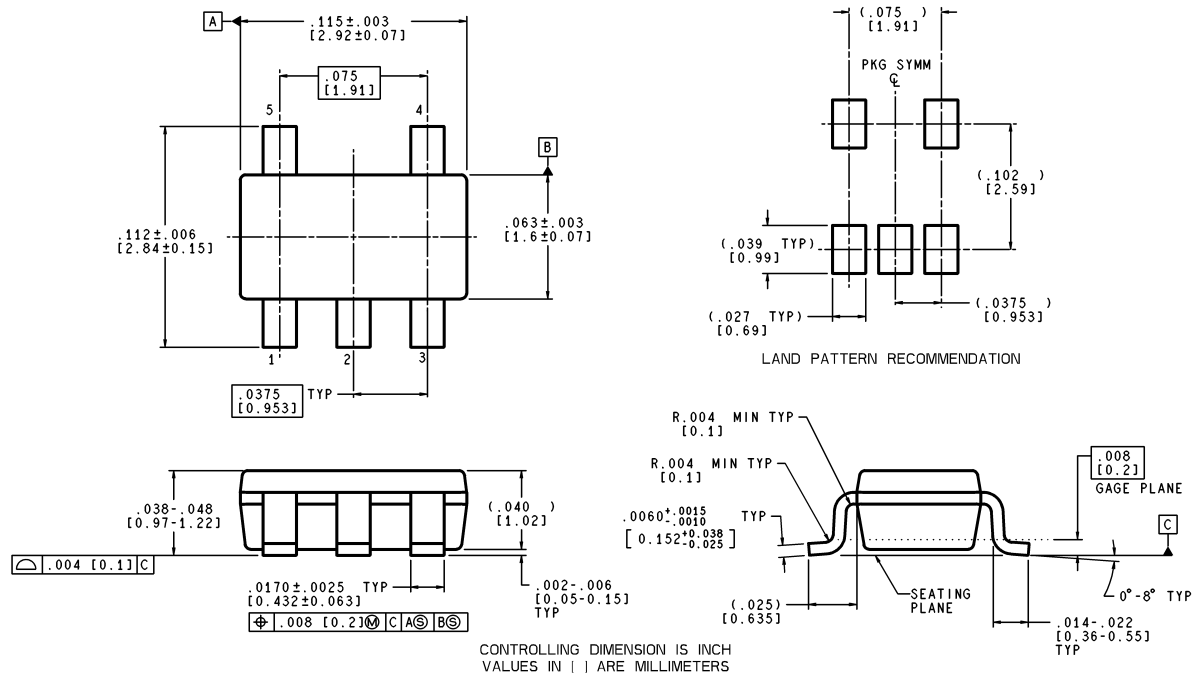 A
.115±.003
[2.92±0.07]
.075
[1.91]
5
4
B
.112±.006
[2.84±0.15]
.063±.003
[1.6±0.07]
1
2
3
.0375
[0.953]
TYP
(.075 )
[1.91]
PKG SYMM
℄
(.102 )
[2.59]
(.039 TYP)
[0.99]
(.027 TYP)
[0.69]
(.0375 )
[0.953]
LAND PATTERN RECOMMENDATION
.038-.048
[0.97-1.22]
(.040 )
[1.02]
⌓ .004 [0.1] C
.0170±.0025 TYP
[0.432±0.063]
⌖ .008 [0.2]Ⓜ C AⓈ BⓈ
.002-.006
[0.05-0.15]
TYP
R.004 MIN TYP
[0.1]
R.004 MIN TYP
[0.1]
.0060+.0015 -.0010 TYP
[0.152+0.038 -0.025]
.008
[0.2]
GAGE PLANE
C
SEATING
PLANE
(.025)
[0.635]
0°-8° TYP
.014-.022
[0.36-0.55]
TYP
CONTROLLING DIMENSION IS INCH
VALUES IN [ ] ARE MILLIMETERS